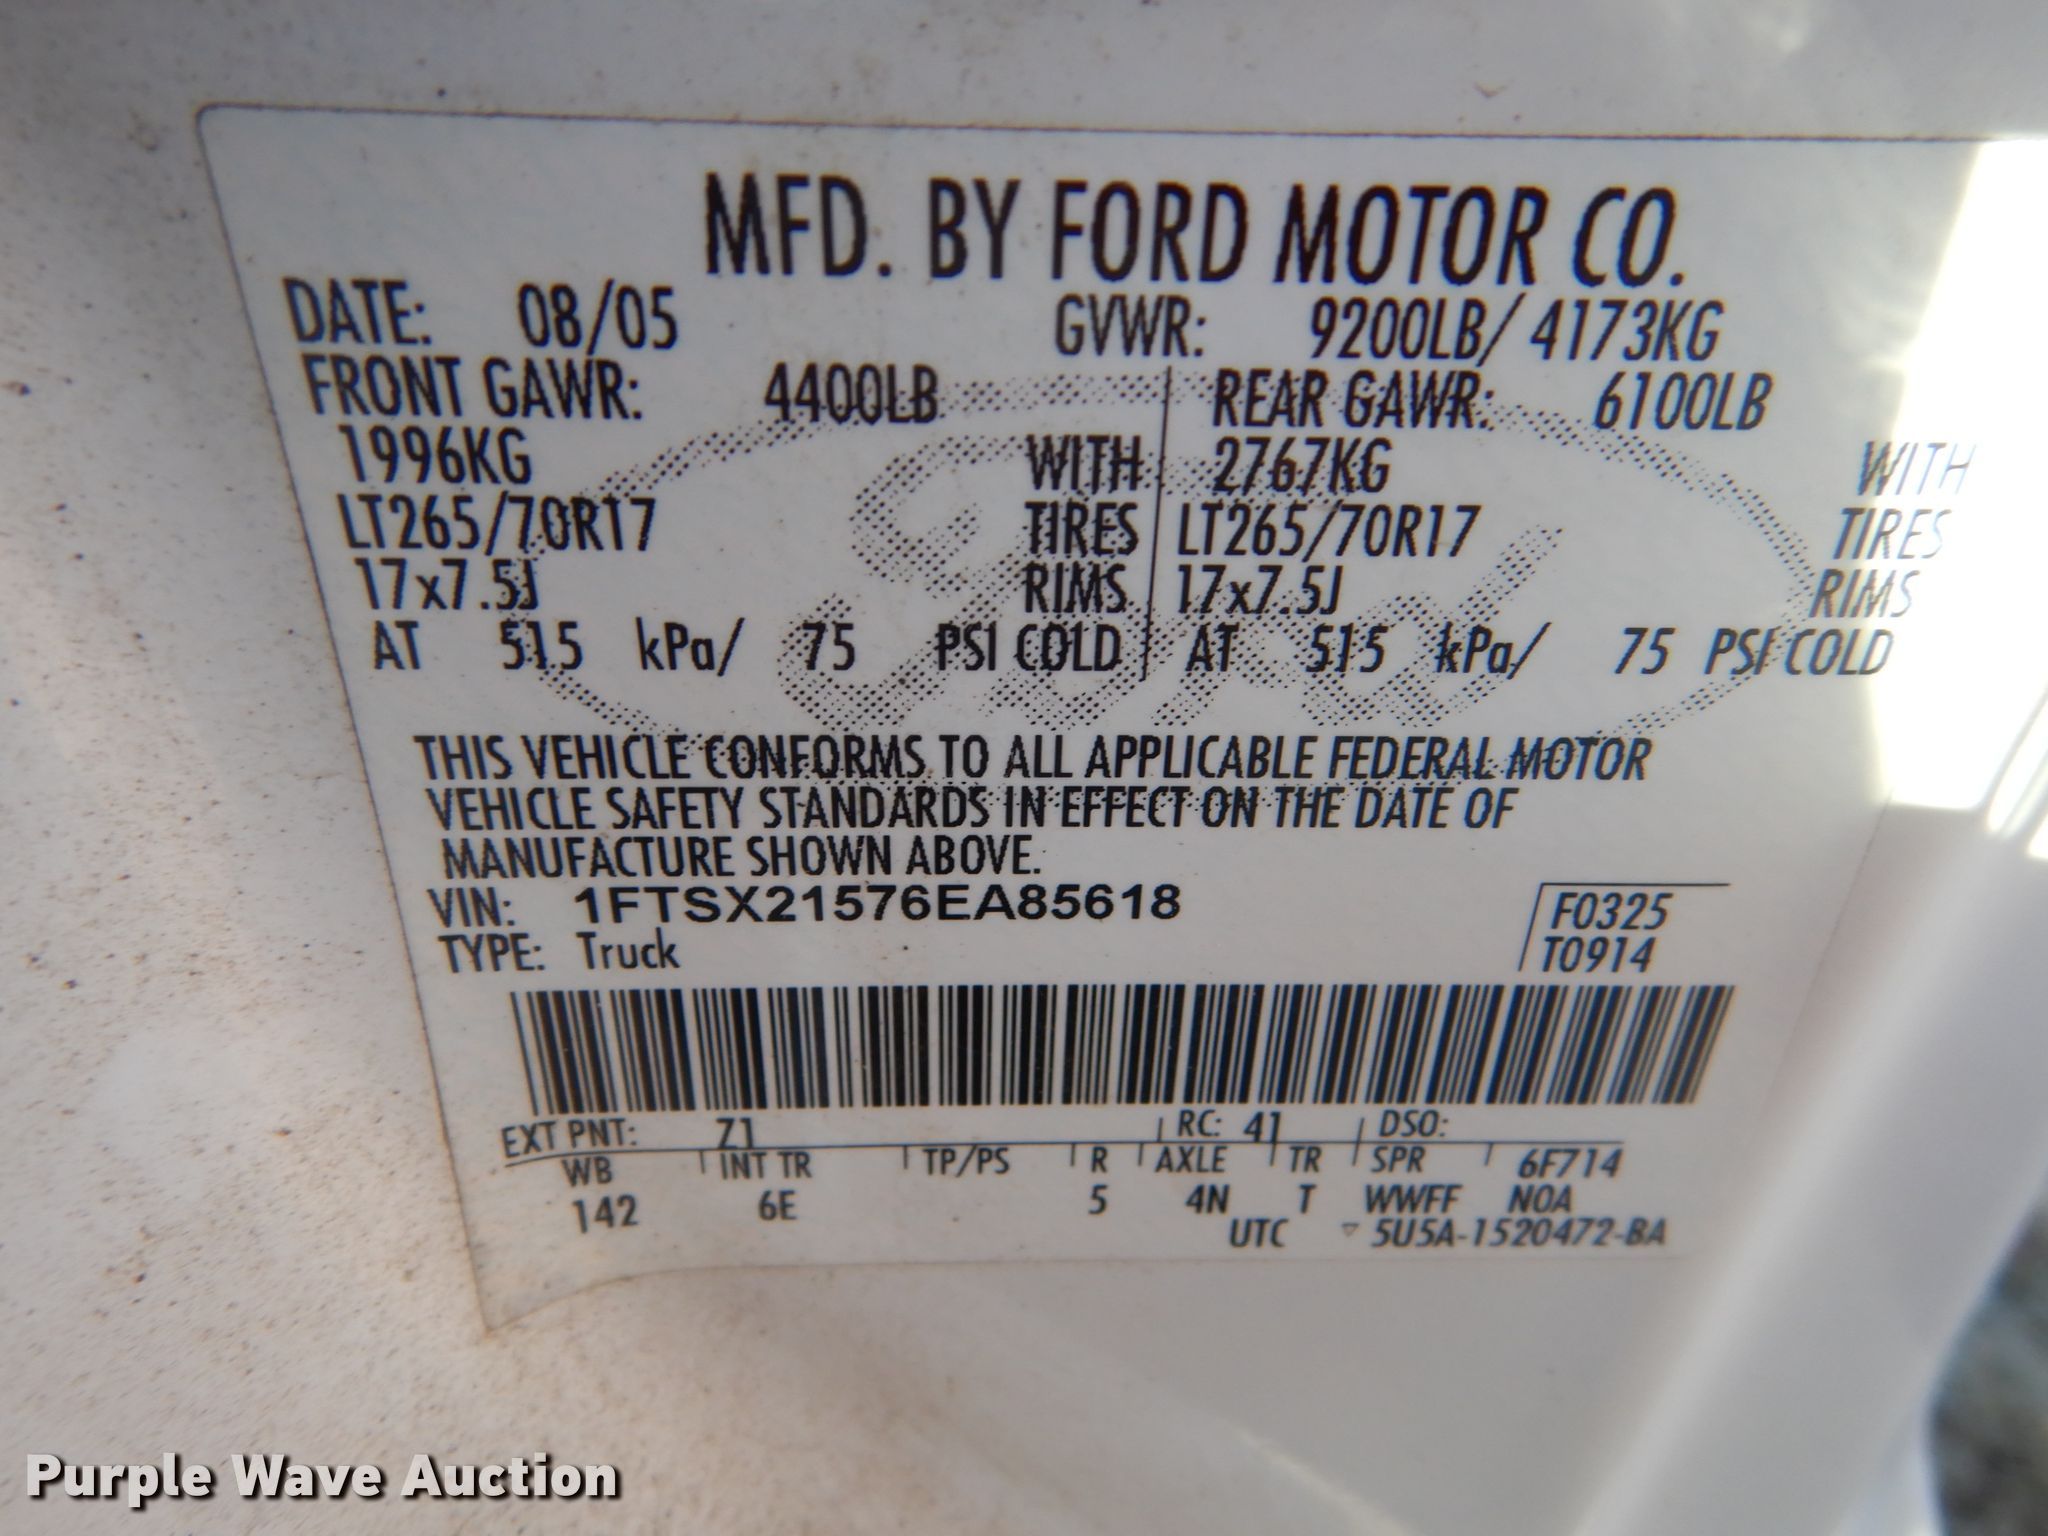 MFD. BY FORD MOTOR CO.
DATE: 08/05 GVWR: 9200LB/ 4173KG
FRONT GAWR: 4400LB REAR GAWR: 6100LB
1996KG WITH 2767KG WITH
LT265/70R17 TIRES LT265/70R17 TIRES
17x7.5J RIMS 17x7.5J RIMS
AT 515 kPa/ 75 PSI COLD AT 515 kPa/ 75 PSI COLD
Ford
THIS VEHICLE CONFORMS TO ALL APPLICABLE FEDERAL MOTOR
VEHICLE SAFETY STANDARDS IN EFFECT ON THE DATE OF
MANUFACTURE SHOWN ABOVE.
VIN: 1FTSX21576EA85618 F0325
TYPE: Truck T0914
EXT PNT: Z1 RC: 41 DSO:
WB INT TR TP/PS R AXLE TR SPR 6F714
142 6E 5 4N T WWFF NOA
UTC ▽ 5U5A-1520472-BA
Purple Wave Auction